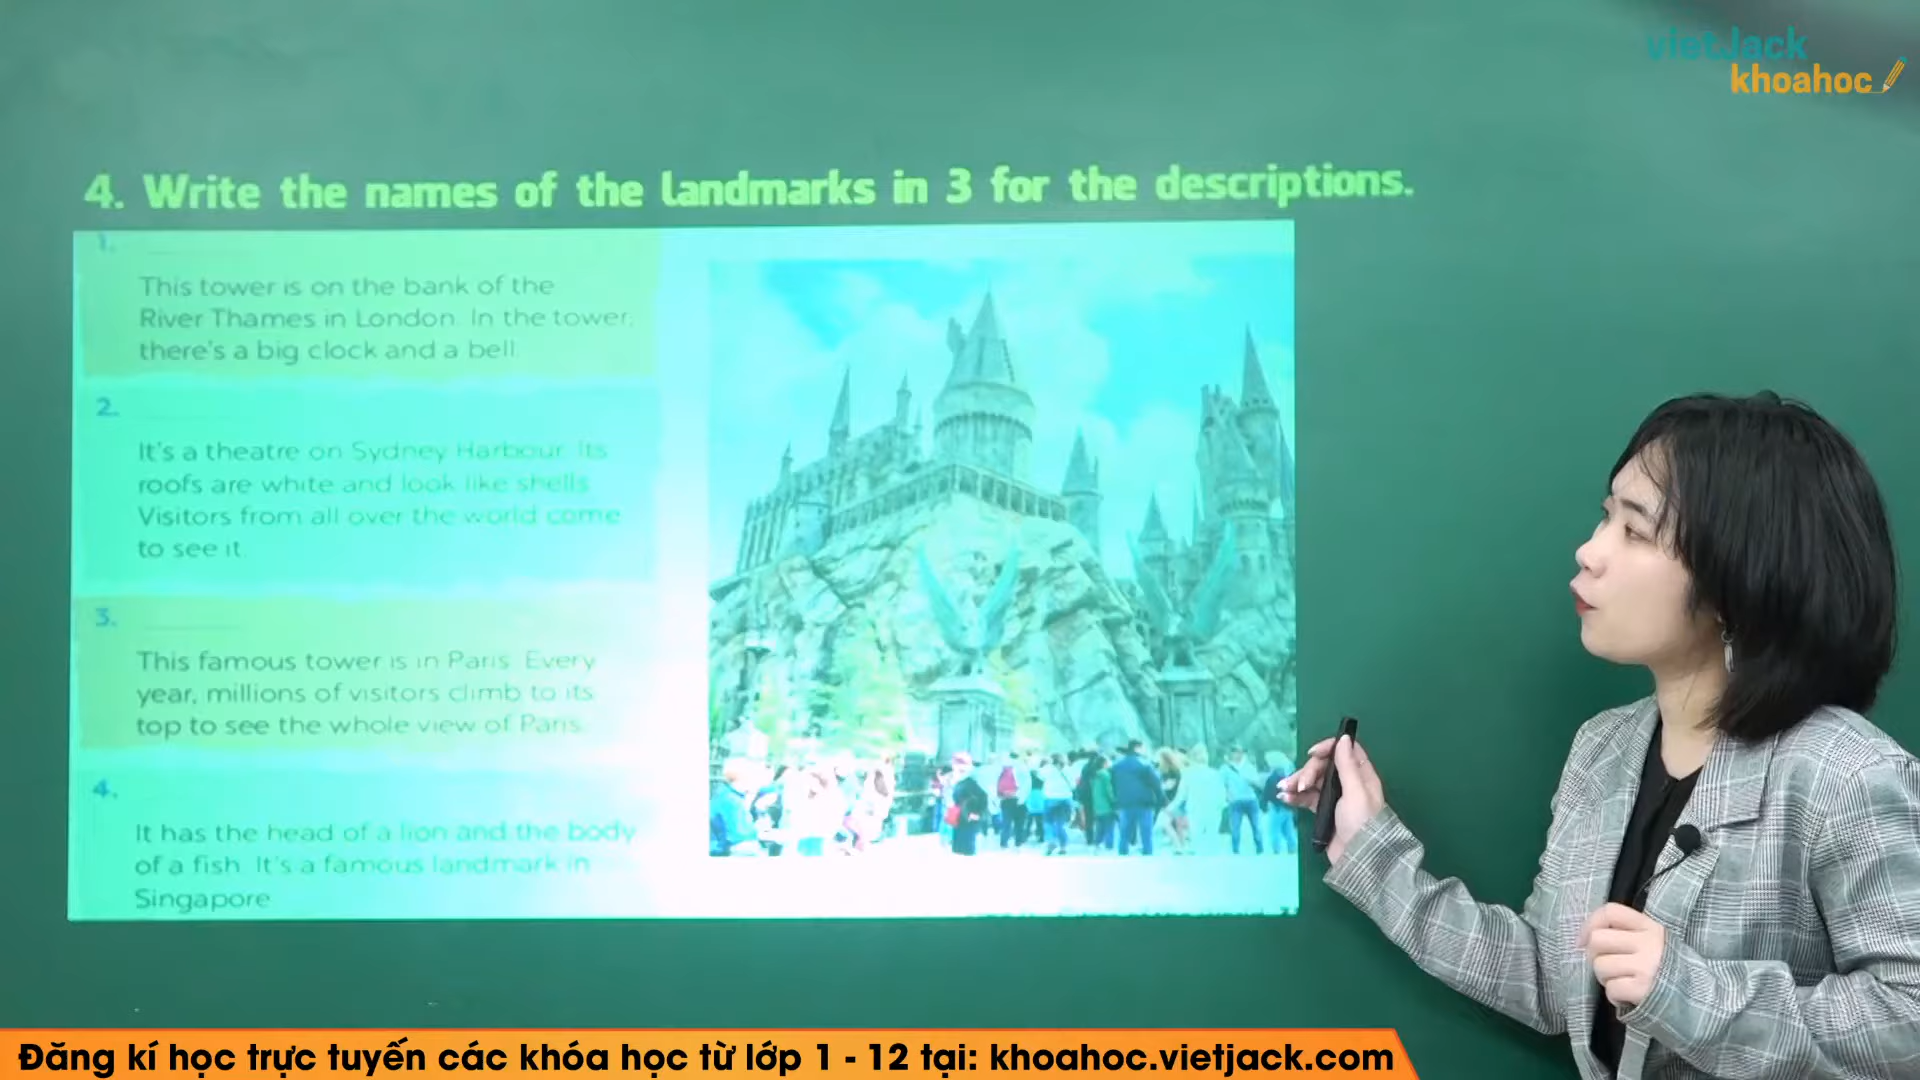 vietJack
khoahoc
4. Write the names of the landmarks in 3 for the descriptions.
1.
This tower is on the bank of the
River Thames in London. In the tower,
there's a big clock and a bell.
2.
It's a theatre on Sydney Harbour. Its
roofs are white and look like shells.
Visitors from all over the world come
to see it.
3.
This famous tower is in Paris. Every
year, millions of visitors climb to its
top to see the whole view of Paris.
4.
It has the head of a lion and the body
of a fish. It's a famous landmark in
Singapore
Đăng kí học trực tuyến các khóa học từ lớp 1 - 12 tại: khoahoc.vietjack.com